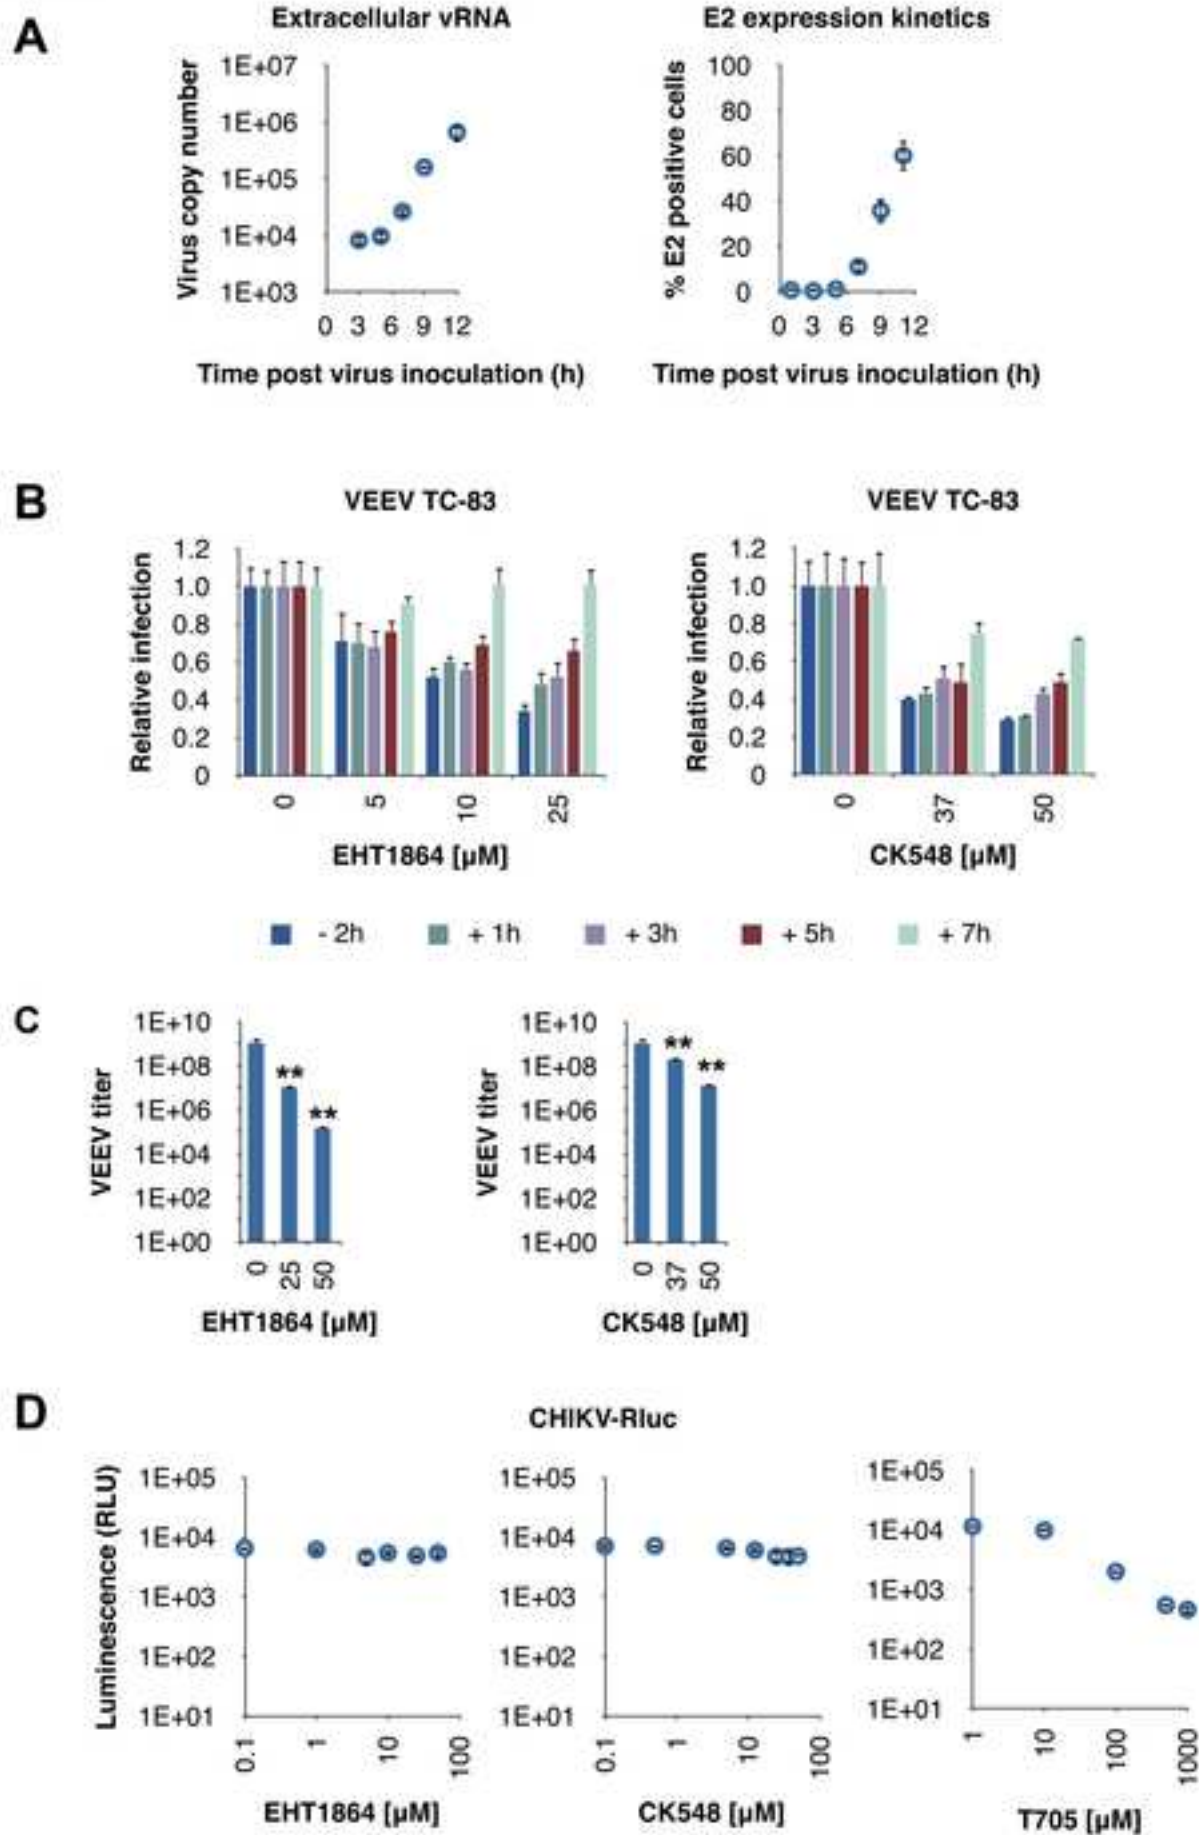 A
Extracellular vRNA
E2 expression kinetics
Virus copy number
1E+07
1E+06
1E+05
1E+04
1E+03
0 3 6 9 12
Time post virus inoculation (h)
% E2 positive cells
100
80
60
40
20
0
0 3 6 9 12
Time post virus inoculation (h)
B
VEEV TC-83
Relative infection
1.2
1.0
0.8
0.6
0.4
0.2
0
0 5 10 25
EHT1864 [µM]
VEEV TC-83
Relative infection
1.2
1.0
0.8
0.6
0.4
0.2
0
0 37 50
CK548 [µM]
- 2h + 1h + 3h + 5h + 7h
C
VEEV titer
1E+10
1E+08
1E+06
1E+04
1E+02
1E+00
**
**
0 25 50
EHT1864 [µM]
VEEV titer
1E+10
1E+08
1E+06
1E+04
1E+02
1E+00
**
**
0 37 50
CK548 [µM]
D
CHIKV-Rluc
Luminescence (RLU)
1E+05
1E+04
1E+03
1E+02
1E+01
0.1 1 10 100
EHT1864 [µM]
1E+05
1E+04
1E+03
1E+02
1E+01
0.1 1 10 100
CK548 [µM]
1E+05
1E+04
1E+03
1E+02
1E+01
1 10 100 1000
T705 [µM]